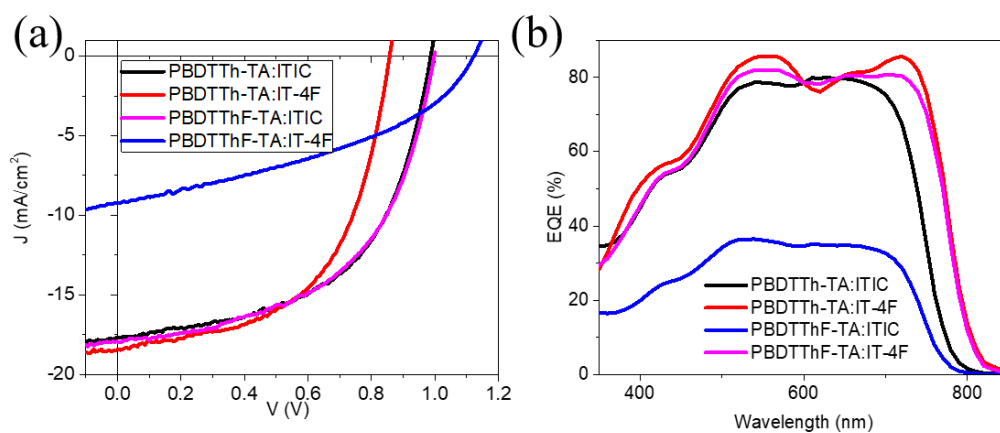 (a)
0
-5
-10
-15
-20
J (mA/cm²)
PBDTTh-TA:ITIC
PBDTTh-TA:IT-4F
PBDTThF-TA:ITIC
PBDTThF-TA:IT-4F
0.0 0.2 0.4 0.6 0.8 1.0 1.2
V (V)
(b)
80
60
40
20
0
EQE (%)
PBDTTh-TA:ITIC
PBDTTh-TA:IT-4F
PBDTThF-TA:ITIC
PBDTThF-TA:IT-4F
400 600 800
Wavelength (nm)